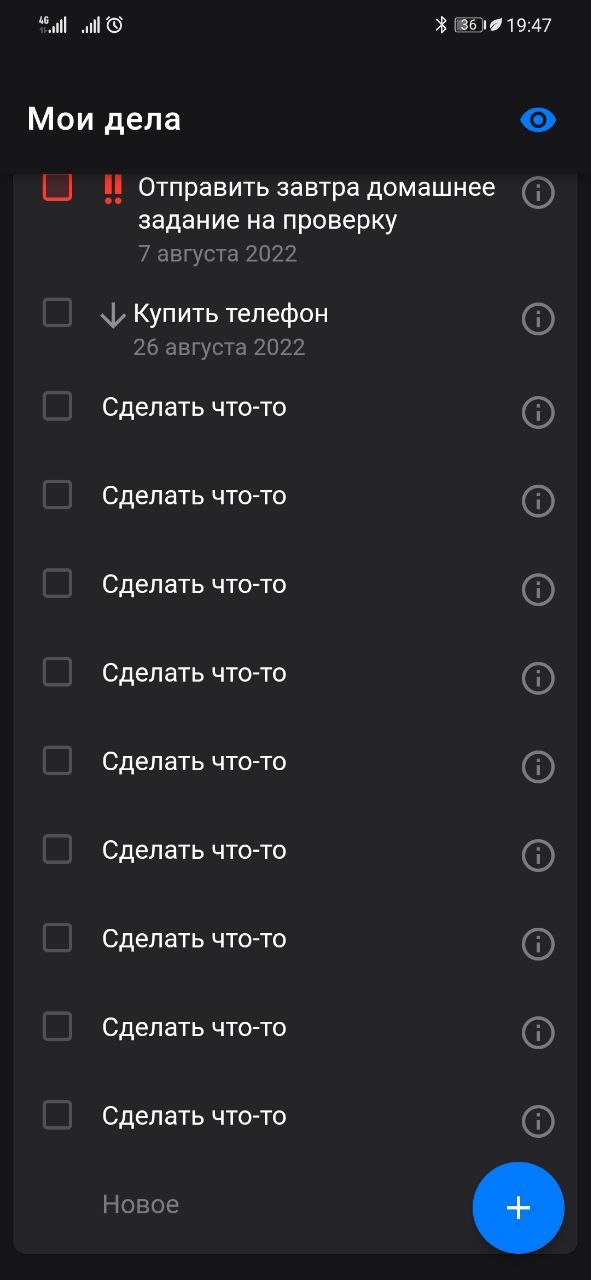 4G 36 19:47
Мои дела
!! Отправить завтра домашнее
задание на проверку
7 августа 2022
Купить телефон
26 августа 2022
Сделать что-то
Сделать что-то
Сделать что-то
Сделать что-то
Сделать что-то
Сделать что-то
Сделать что-то
Сделать что-то
Сделать что-то
Новое